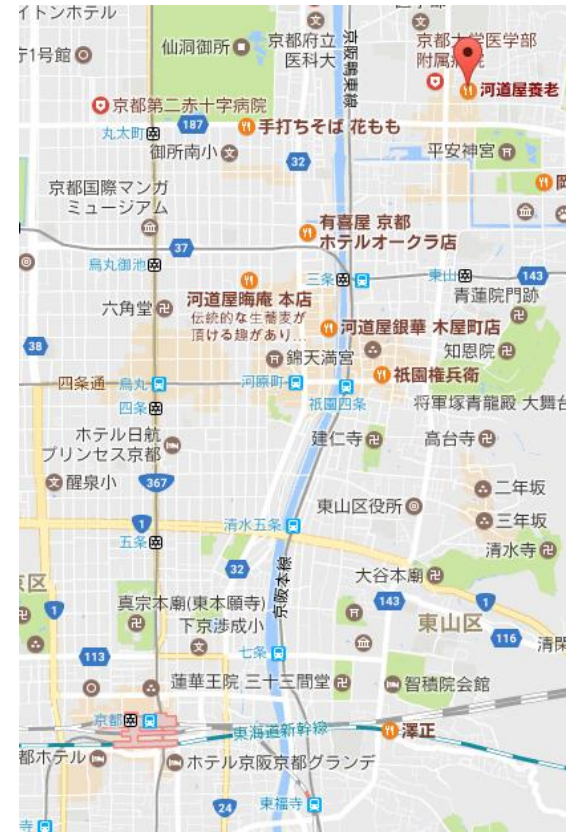 イトンホテル
仙洞御所
京都府立
医科大
京阪鴨東線
京都大学医学部
附属病院
庁1号館
河道屋養老
京都第二赤十字病院
187
手打ちそば 花もも
丸太町
御所南小
32
平安神宮
岡
京都国際マンガ
ミュージアム
有喜屋 京都
ホテルオークラ店
37
烏丸御池
三条
東山
143
青蓮院門跡
六角堂
河道屋晦庵 本店
伝統的な生蕎麦が
頂ける趣があり...
河道屋銀華 木屋町店
38
錦天満宮
知恩院
祇園権兵衛
四条通
烏丸
河原町
祇園四条
将軍塚青龍殿 大舞台
四条
ホテル日航
プリンセス京都
建仁寺
高台寺
醒泉小
367
二年坂
東山区役所
三年坂
1
清水五条
清水寺
五条
32
大谷本廟
京区
京阪本線
1
真宗本廟(東本願寺)
143
1
下京渉成小
東山区
116
清閑
113
七条
蓮華王院 三十三間堂
智積院会館
京都
東海道新幹線
澤正
都ホテル
ホテル京阪京都グランデ
24
東福寺
寺